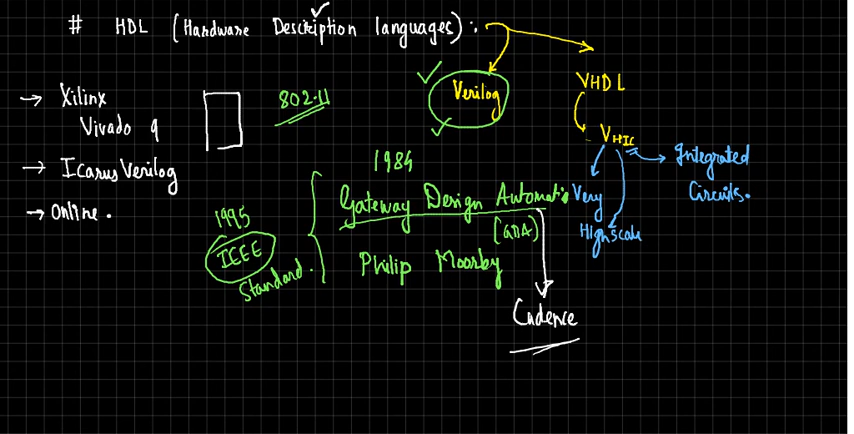 # HDL (Hardware Description languages) :
→ Xilinx
Vivado 9
→ Icarus Verilog
→ Online.
802.11
Verilog
VHDL
VHIC
Integrated
Circuits.
Very
High scale
1984
Gateway Design Automatio
[GDA]
Philip Moorby
1995
IEEE
Standard.
Cadence